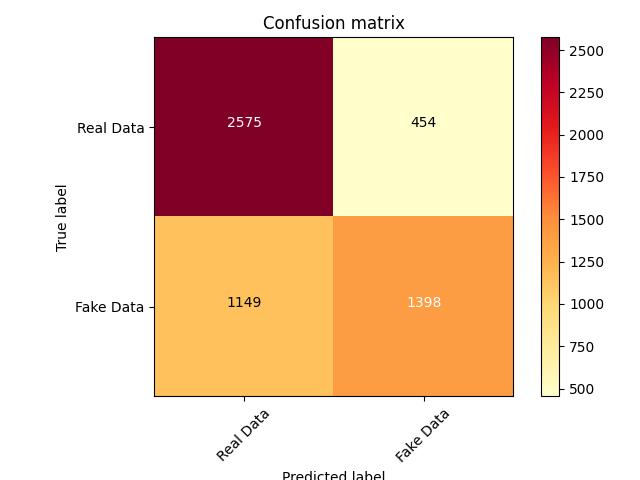 Confusion matrix
2500
2250
2000
1750
1500
1250
1000
750
500
True label
Real Data
2575
454
Fake Data
1149
1398
Real Data
Fake Data
Predicted label